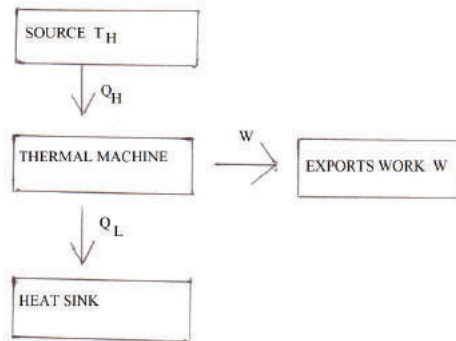 SOURCE T_H
Q_H
W
THERMAL MACHINE
EXPORTS WORK W
Q_L
HEAT SINK